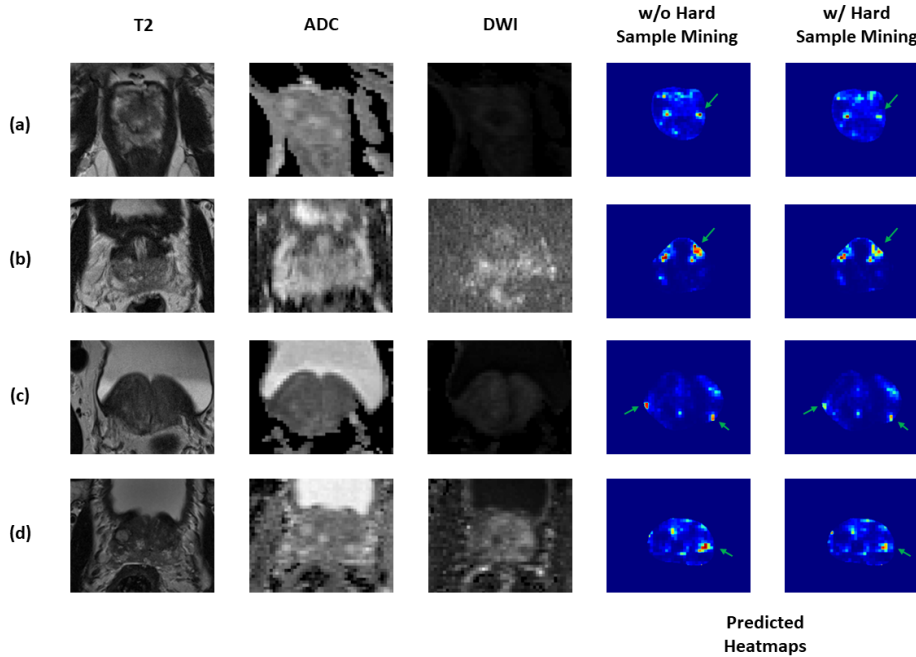 T2
ADC
DWI
w/o Hard
Sample Mining
w/ Hard
Sample Mining
(a)
(b)
(c)
(d)
Predicted
Heatmaps